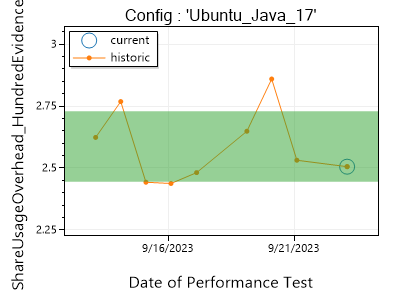 Config : 'Ubuntu_Java_17'
ShareUsageOverhead_HundredEvidence
current
historic
3
2.75
2.5
2.25
9/16/2023
9/21/2023
Date of Performance Test